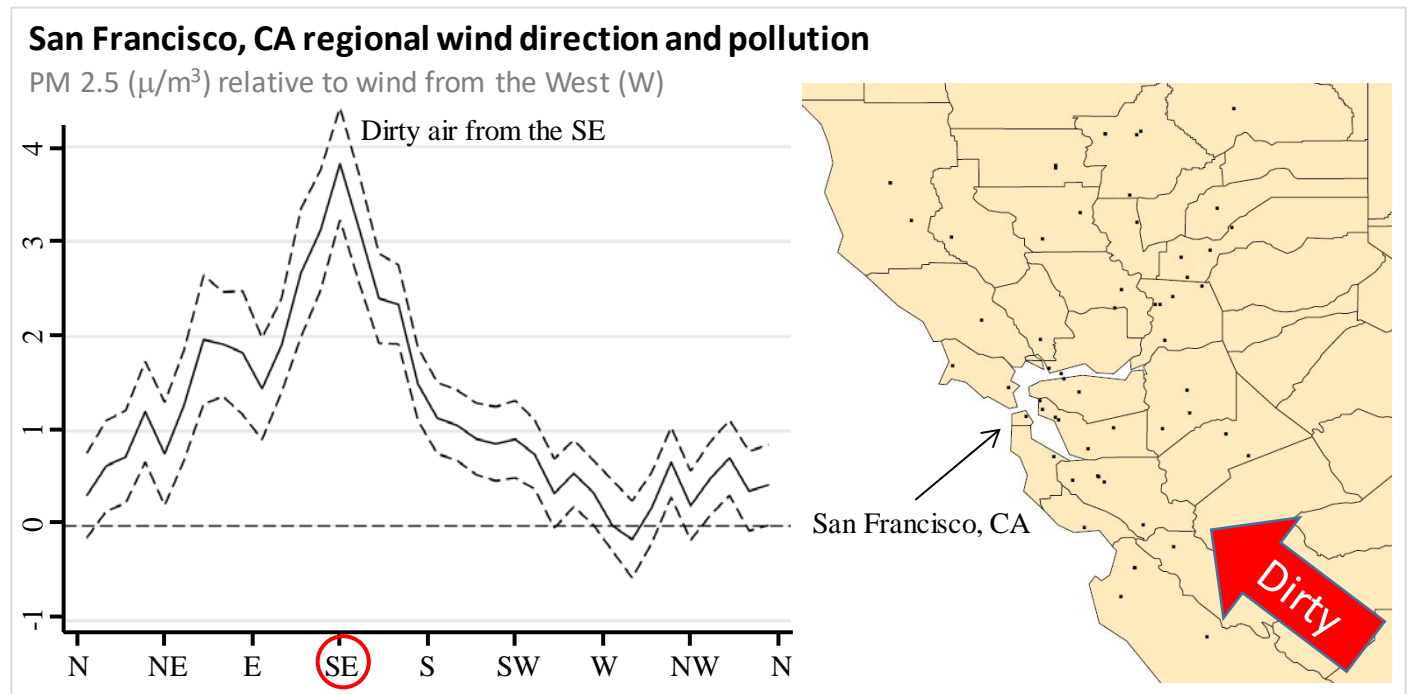 San Francisco, CA regional wind direction and pollution
PM 2.5 (μ/m³) relative to wind from the West (W)
Dirty air from the SE
4
3
2
1
0
-1
N NE E SE S SW W NW N
San Francisco, CA
Dirty